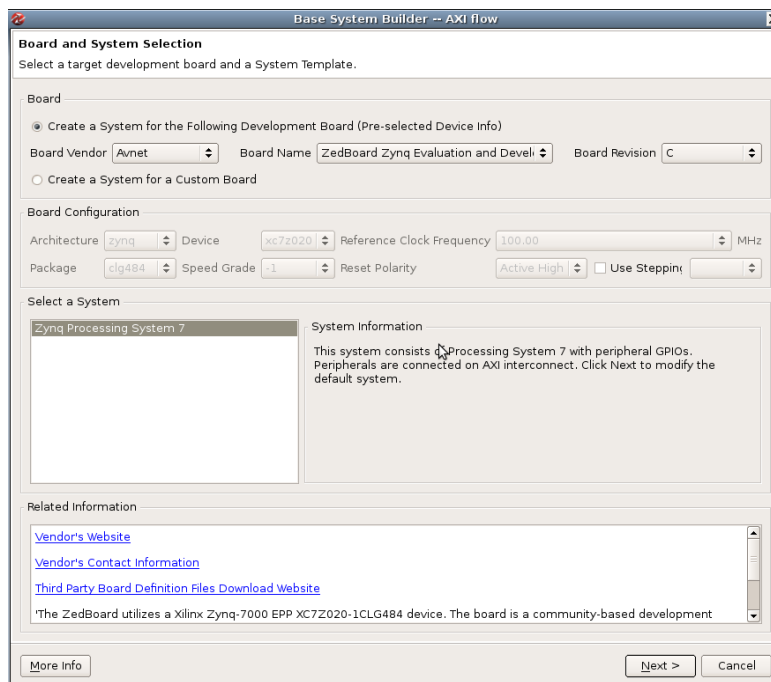 Base System Builder -- AXI flow
Board and System Selection
Select a target development board and a System Template.
Board
Create a System for the Following Development Board (Pre-selected Device Info)
Board Vendor Avnet Board Name ZedBoard Zynq Evaluation and Devel Board Revision C
Create a System for a Custom Board
Board Configuration
Architecture zynq Device xc7z020 Reference Clock Frequency 100.00 MHz
Package clg484 Speed Grade -1 Reset Polarity Active High Use Stepping
Select a System
Zynq Processing System 7
System Information
This system consists Processing System 7 with peripheral GPIOs.
Peripherals are connected on AXI interconnect. Click Next to modify the
default system.
Related Information
Vendor's Website
Vendor's Contact Information
Third Party Board Definition Files Download Website
'The ZedBoard utilizes a Xilinx Zynq-7000 EPP XC7Z020-1CLG484 device. The board is a community-based development
More Info Next > Cancel